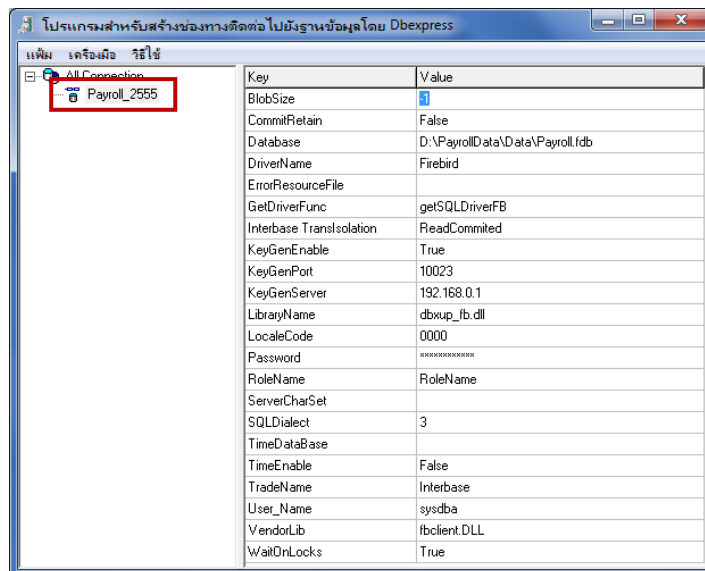 โปรแกรมสำหรับสร้างช่องทางติดต่อไปยังฐานข้อมูลโดย Dbexpress
แฟ้ม เครื่องมือ วิธีใช้
All Connection
Payroll_2555
Key Value
BlobSize -1
CommitRetain False
Database D:\PayrollData\Data\Payroll.fdb
DriverName Firebird
ErrorResourceFile
GetDriverFunc getSQLDriverFB
Interbase TransIsolation ReadCommited
KeyGenEnable True
KeyGenPort 10023
KeyGenServer 192.168.0.1
LibraryName dbxup_fb.dll
LocaleCode 0000
Password ************
RoleName RoleName
ServerCharSet
SQLDialect 3
TimeDataBase
TimeEnable False
TradeName Interbase
User_Name sysdba
VendorLib fbclient.DLL
WaitOnLocks True